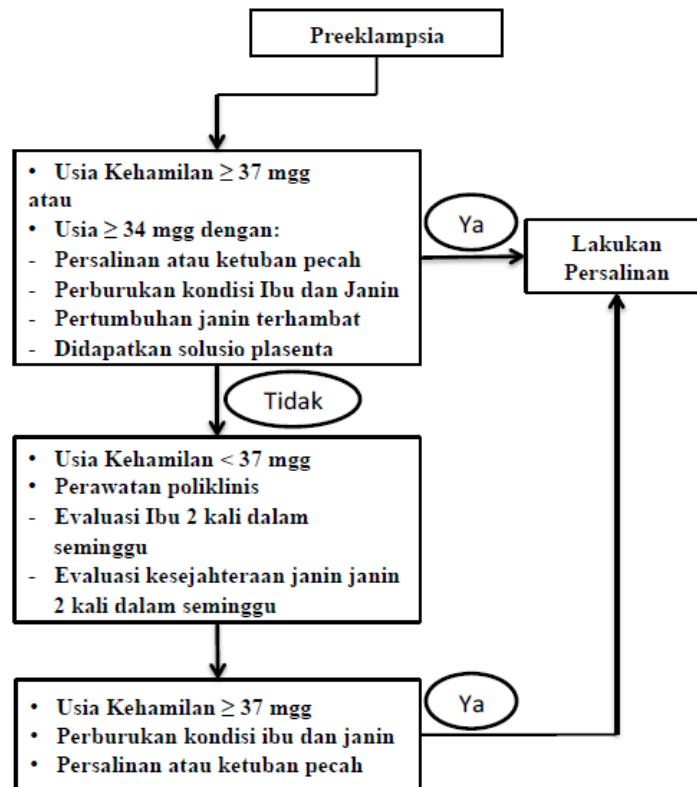 Preeklampsia
• Usia Kehamilan ≥ 37 mgg
atau
• Usia ≥ 34 mgg dengan:
- Persalinan atau ketuban pecah
- Perburukan kondisi Ibu dan Janin
- Pertumbuhan janin terhambat
- Didapatkan solusio plasenta
Ya
Lakukan
Persalinan
Tidak
• Usia Kehamilan < 37 mgg
• Perawatan poliklinis
- Evaluasi Ibu 2 kali dalam
seminggu
- Evaluasi kesejahteraan janin janin
2 kali dalam seminggu
• Usia Kehamilan ≥ 37 mgg
• Perburukan kondisi ibu dan janin
• Persalinan atau ketuban pecah
Ya